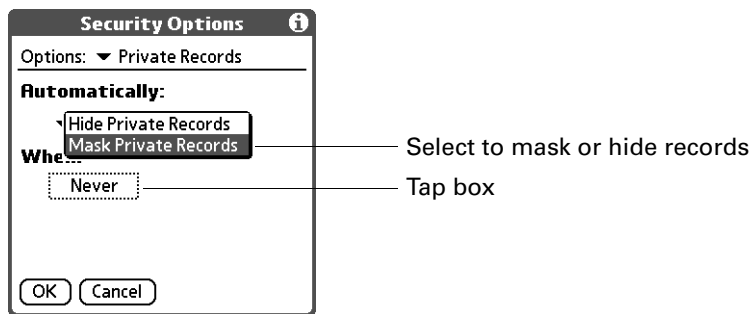 Security Options
Options: Private Records
Automatically:
Hide Private Records
Mask Private Records
Select to mask or hide records
Never
Tap box
OK
Cancel